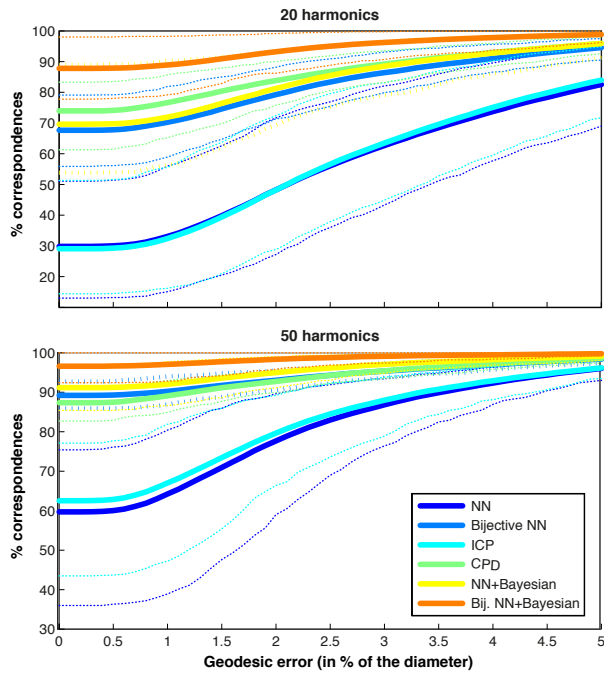 20 harmonics
100
90
80
70
60
50
40
30
20
% correspondences
50 harmonics
100
90
80
70
60
50
40
30
% correspondences
NN
Bijective NN
ICP
CPD
NN+Bayesian
Bij. NN+Bayesian
0 0.5 1 1.5 2 2.5 3 3.5 4 4.5 5
Geodesic error (in % of the diameter)